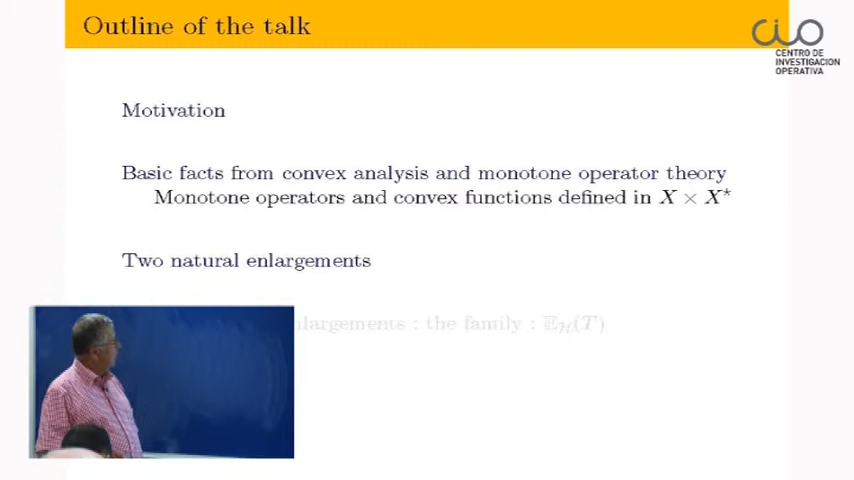 Outline of the talk
CIO
CENTRO DE
INVESTIGACION
OPERATIVA
Motivation
Basic facts from convex analysis and monotone operator theory
Monotone operators and convex functions defined in X × X⋆
Two natural enlargements
: the family : 𝔼_ℋ(T)